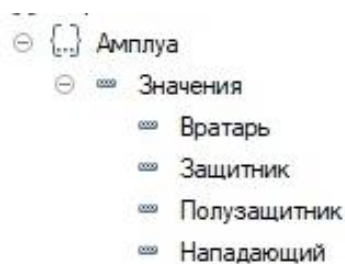 Амплуа
Значения
Вратарь
Защитник
Полузащитник
Нападающий